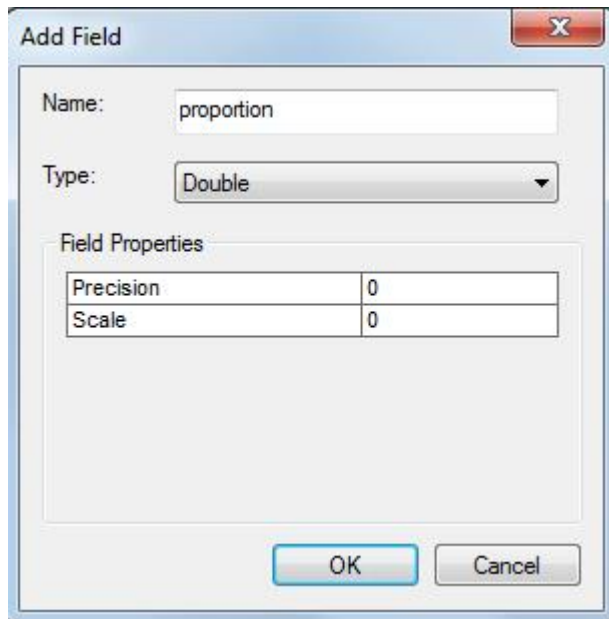 Add Field
Name: proportion
Type: Double
Field Properties
Precision 0
Scale 0
OK Cancel